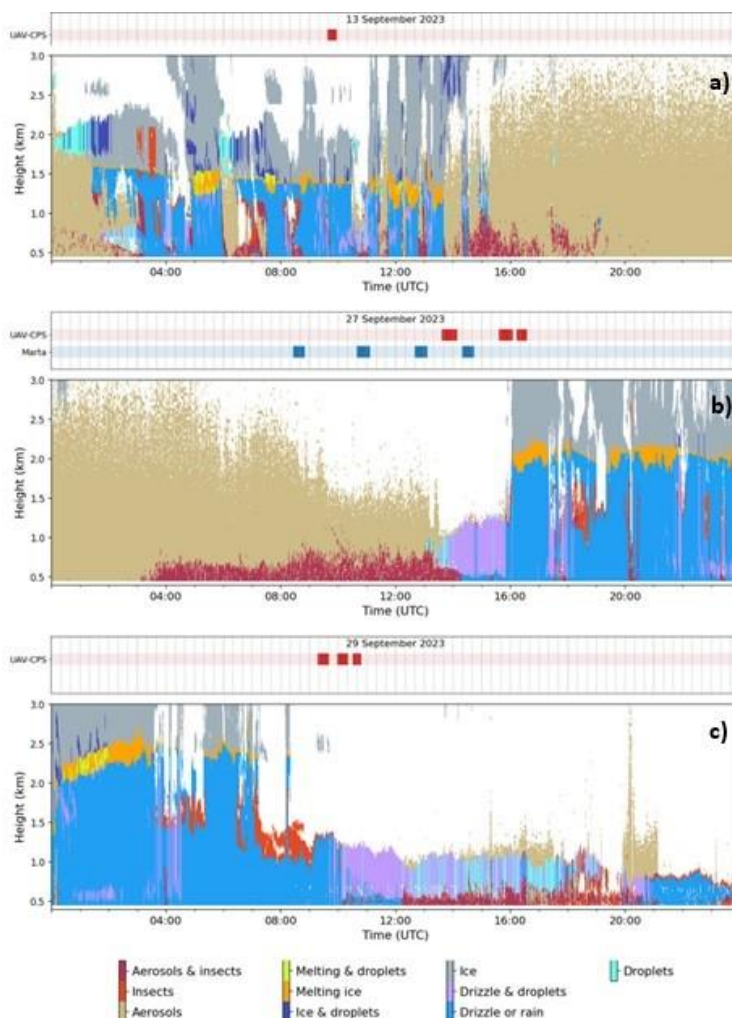 13 September 2023
UAV-CPS
a)
3.0
2.5
2.0
1.5
1.0
0.5
Height (km)
04:00 08:00 12:00 16:00 20:00
Time (UTC)
27 September 2023
UAV-CPS
Marta
b)
3.0
2.5
2.0
1.5
1.0
0.5
Height (km)
04:00 08:00 12:00 16:00 20:00
Time (UTC)
29 September 2023
UAV-CPS
c)
3.0
2.5
2.0
1.5
1.0
0.5
Height (km)
04:00 08:00 12:00 16:00 20:00
Time (UTC)
Aerosols & insects Melting & droplets Ice Droplets
Insects Melting ice Drizzle & droplets
Aerosols Ice & droplets Drizzle or rain